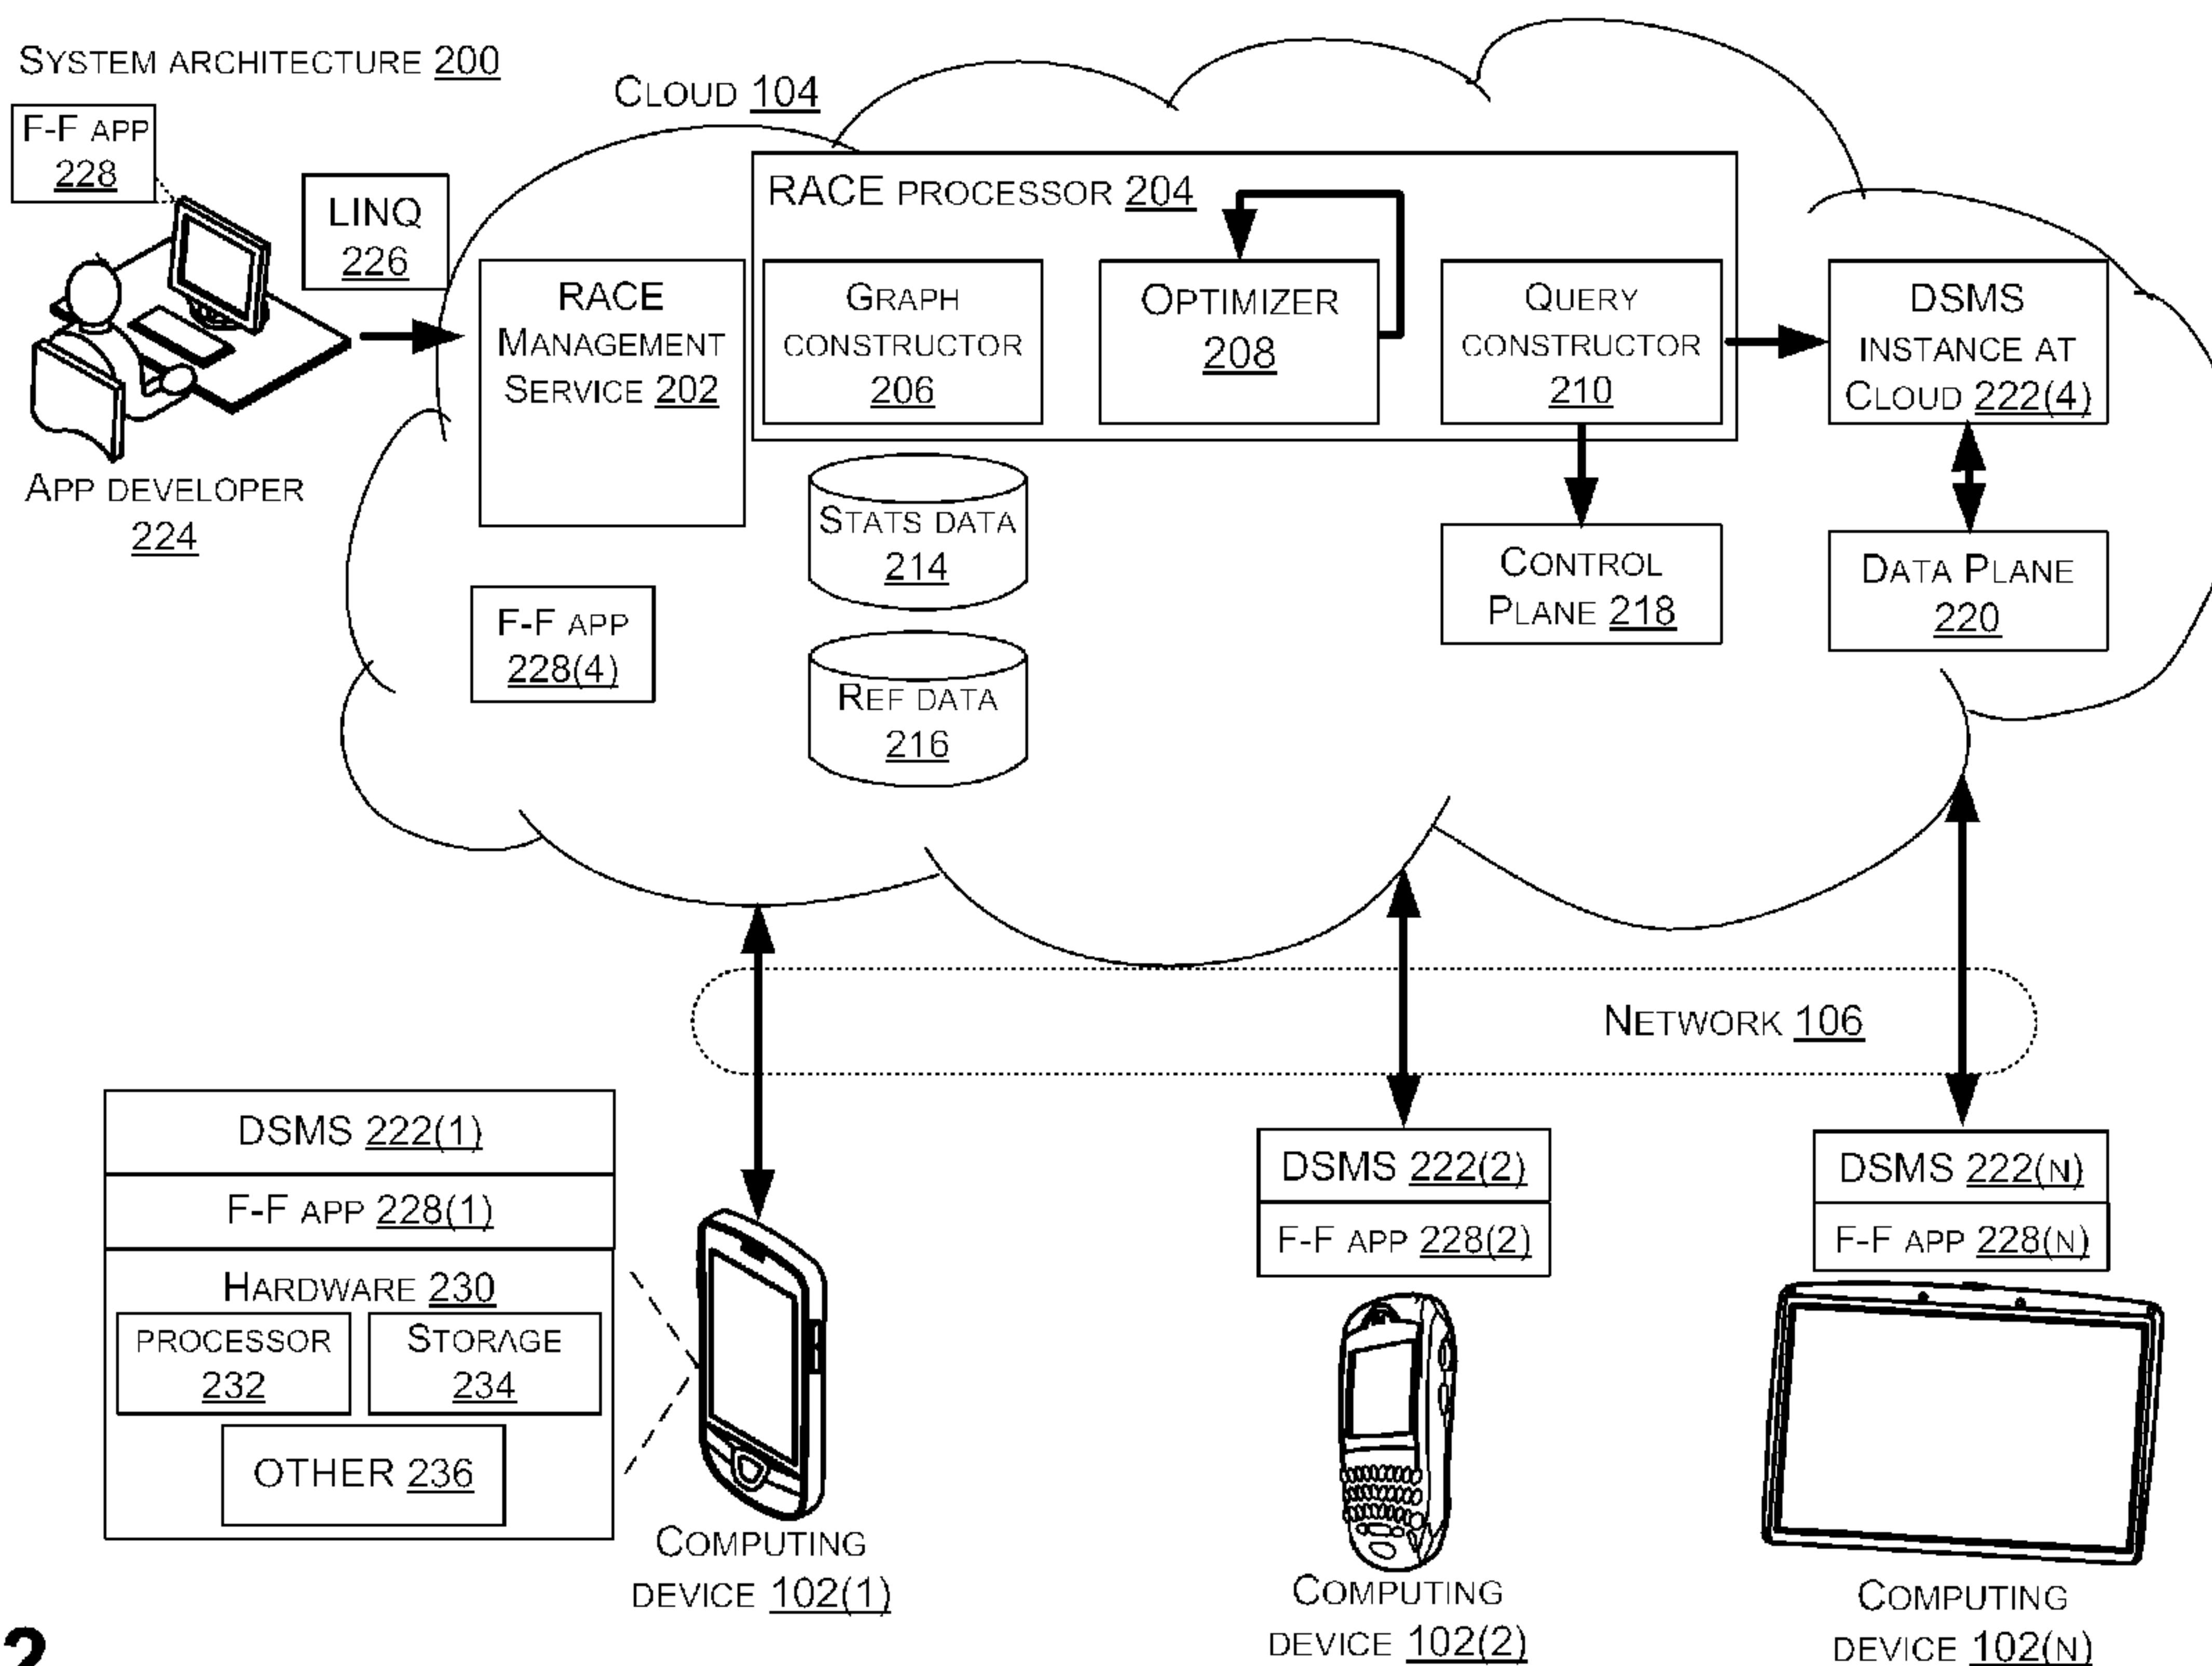 SYSTEM ARCHITECTURE 200
F-F APP
228
LINQ
226
APP DEVELOPER
224
CLOUD 104
RACE PROCESSOR 204
RACE
MANAGEMENT
SERVICE 202
GRAPH
CONSTRUCTOR
206
OPTIMIZER
208
QUERY
CONSTRUCTOR
210
DSMS
INSTANCE AT
CLOUD 222(4)
STATS DATA
214
REF DATA
216
F-F APP
228(4)
CONTROL
PLANE 218
DATA PLANE
220
NETWORK 106
DSMS 222(1)
F-F APP 228(1)
HARDWARE 230
PROCESSOR
232
STORAGE
234
OTHER 236
COMPUTING
DEVICE 102(1)
DSMS 222(2)
F-F APP 228(2)
COMPUTING
DEVICE 102(2)
DSMS 222(N)
F-F APP 228(N)
COMPUTING
DEVICE 102(N)
2